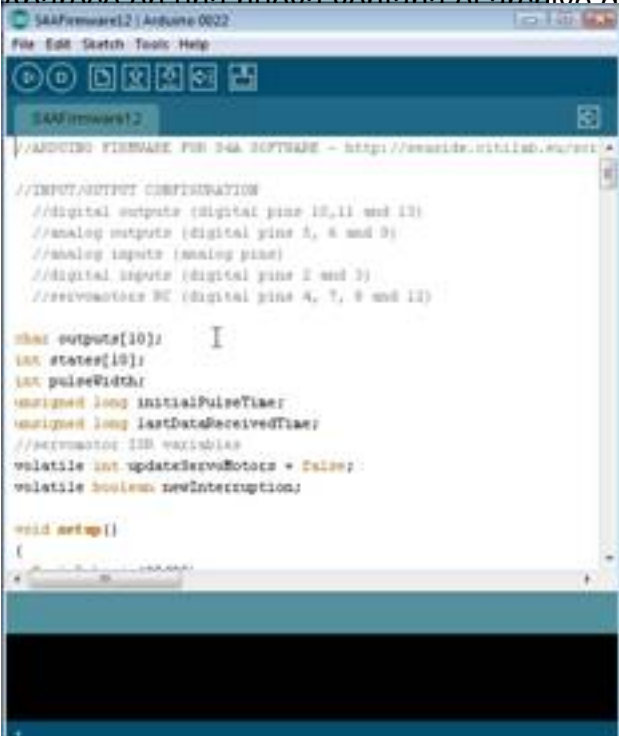 S4AFirmware12 | Arduino 0022
File Edit Sketch Tools Help
S4AFirmware12
//ARDUINO FIRMWARE FOR S4A SOFTWARE - http://seaside.citilab.eu/scr
//INPUT/OUTPUT CONFIGURATION
//digital outputs (digital pins 10,11 and 13)
//analog outputs (digital pins 5, 6 and 9)
//analog inputs (analog pins)
//digital inputs (digital pins 2 and 3)
//servomotors RC (digital pins 4, 7, 8 and 12)
char outputs[10];
int states[10];
int pulseWidth;
unsigned long initialPulseTime;
unsigned long lastDataReceivedTime;
//servomotor ISR variables
volatile int updateServoMotors = false;
volatile boolean newInterruption;
void setup()
{